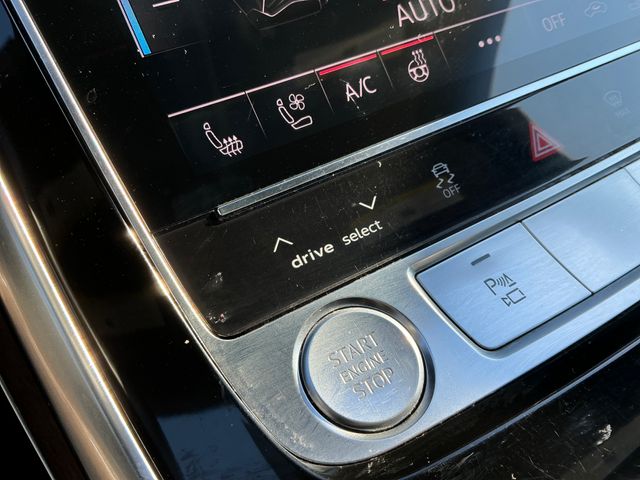 AUTO
OFF
A/C
OFF
drive select
P
START
ENGINE
STOP